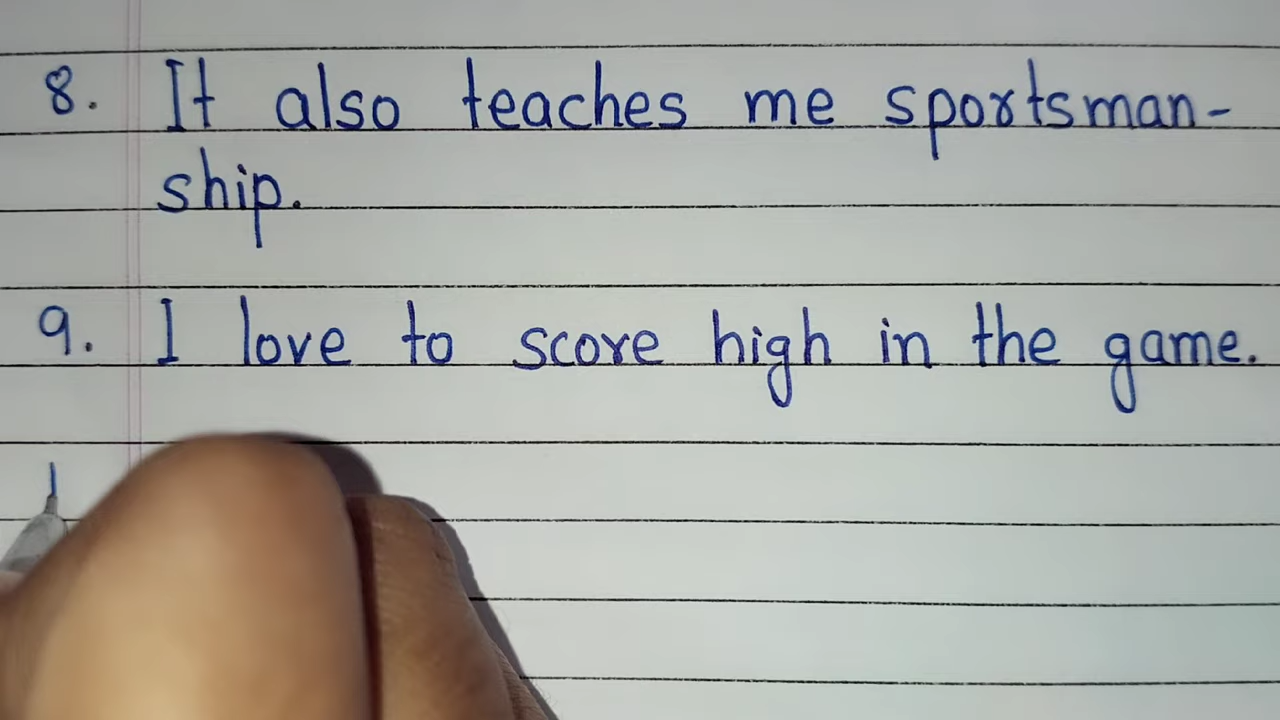 8. It also teaches me sportsman-
ship.
9. I love to score high in the game.